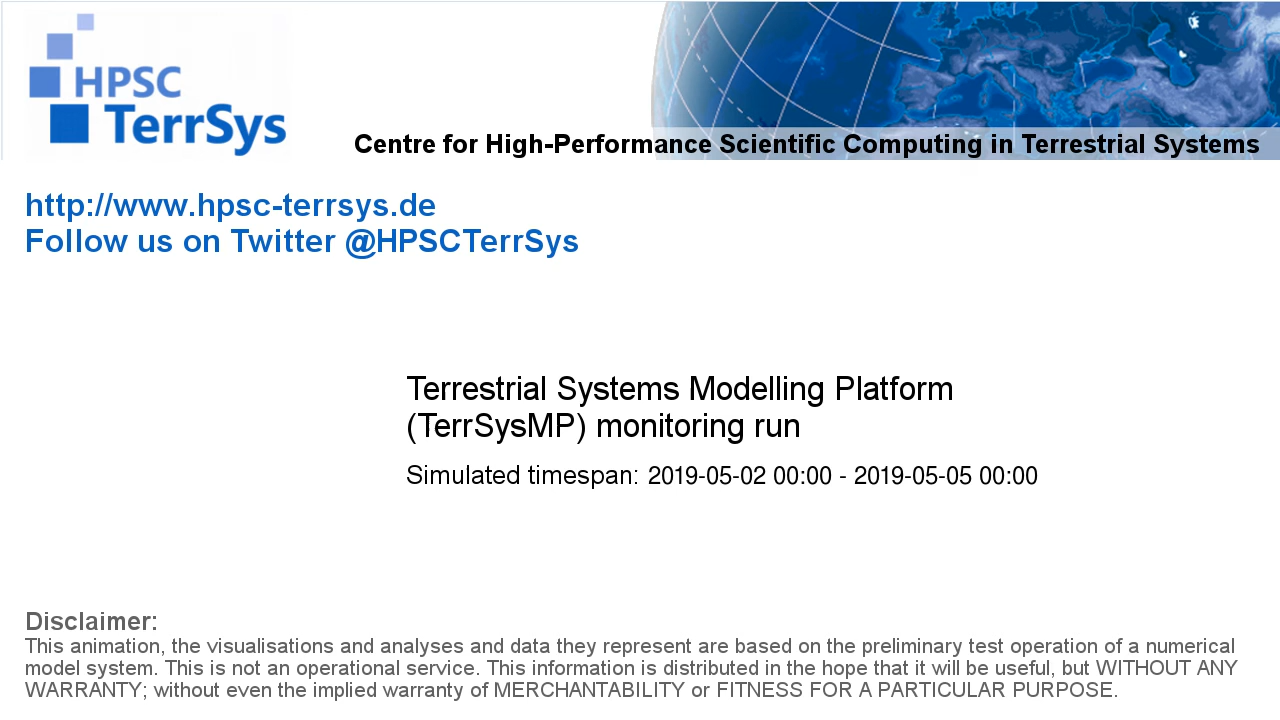 HPSC
TerrSys
Centre for High-Performance Scientific Computing in Terrestrial Systems
http://www.hpsc-terrsys.de
Follow us on Twitter @HPSCTerrSys
Terrestrial Systems Modelling Platform
(TerrSysMP) monitoring run
Simulated timespan: 2019-05-02 00:00 - 2019-05-05 00:00
Disclaimer:
This animation, the visualisations and analyses and data they represent are based on the preliminary test operation of a numerical
model system. This is not an operational service. This information is distributed in the hope that it will be useful, but WITHOUT ANY
WARRANTY; without even the implied warranty of MERCHANTABILITY or FITNESS FOR A PARTICULAR PURPOSE.